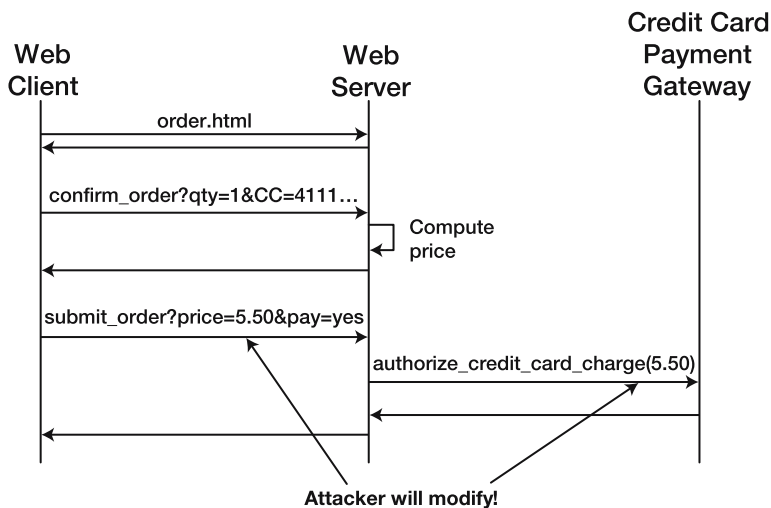 Web
Client
Web
Server
Credit Card
Payment
Gateway
order.html
confirm_order?qty=1&CC=4111...
Compute
price
submit_order?price=5.50&pay=yes
authorize_credit_card_charge(5.50)
Attacker will modify!